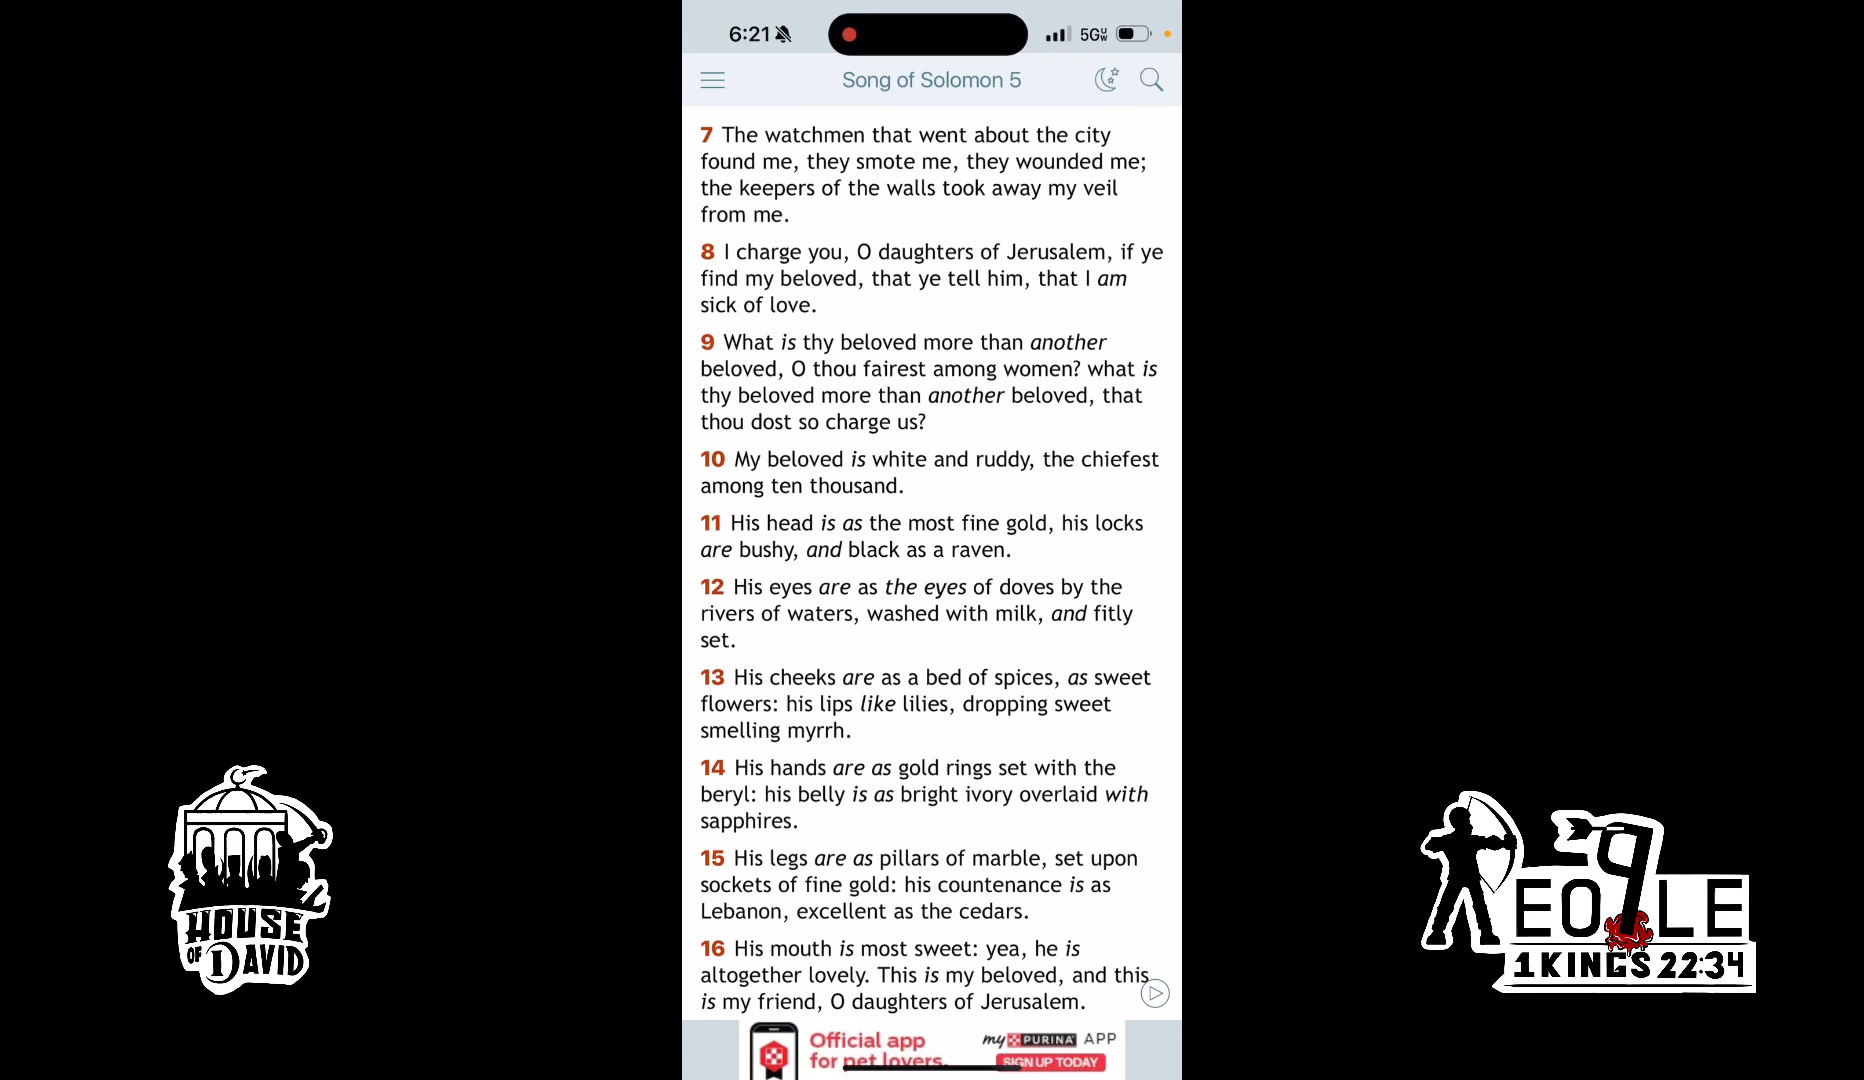 6:21
5GUW
Song of Solomon 5
7 The watchmen that went about the city
found me, they smote me, they wounded me;
the keepers of the walls took away my veil
from me.
8 I charge you, O daughters of Jerusalem, if ye
find my beloved, that ye tell him, that I am
sick of love.
9 What is thy beloved more than another
beloved, O thou fairest among women? what is
thy beloved more than another beloved, that
thou dost so charge us?
10 My beloved is white and ruddy, the chiefest
among ten thousand.
11 His head is as the most fine gold, his locks
are bushy, and black as a raven.
12 His eyes are as the eyes of doves by the
rivers of waters, washed with milk, and fitly
set.
13 His cheeks are as a bed of spices, as sweet
flowers: his lips like lilies, dropping sweet
smelling myrrh.
14 His hands are as gold rings set with the
beryl: his belly is as bright ivory overlaid with
sapphires.
15 His legs are as pillars of marble, set upon
sockets of fine gold: his countenance is as
Lebanon, excellent as the cedars.
16 His mouth is most sweet: yea, he is
altogether lovely. This is my beloved, and this
is my friend, O daughters of Jerusalem.
Official app
for pet lovers.
my PURINA APP
SIGN UP TODAY
HOUSE
OF DAVID
EOPLE
1 KINGS 22:34